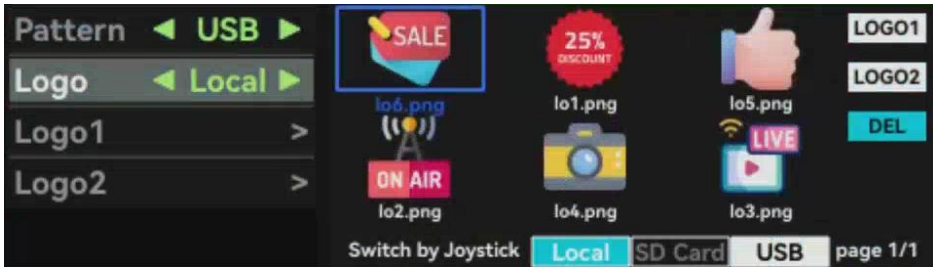 Pattern ◀ USB ▶
Logo ◀ Local ▶
Logo1 >
Logo2 >
SALE
lo6.png
25%
DISCOUNT
lo1.png
lo5.png
LOGO1
LOGO2
DEL
ON AIR
lo2.png
lo4.png
LIVE
lo3.png
Switch by Joystick Local SD Card USB page 1/1